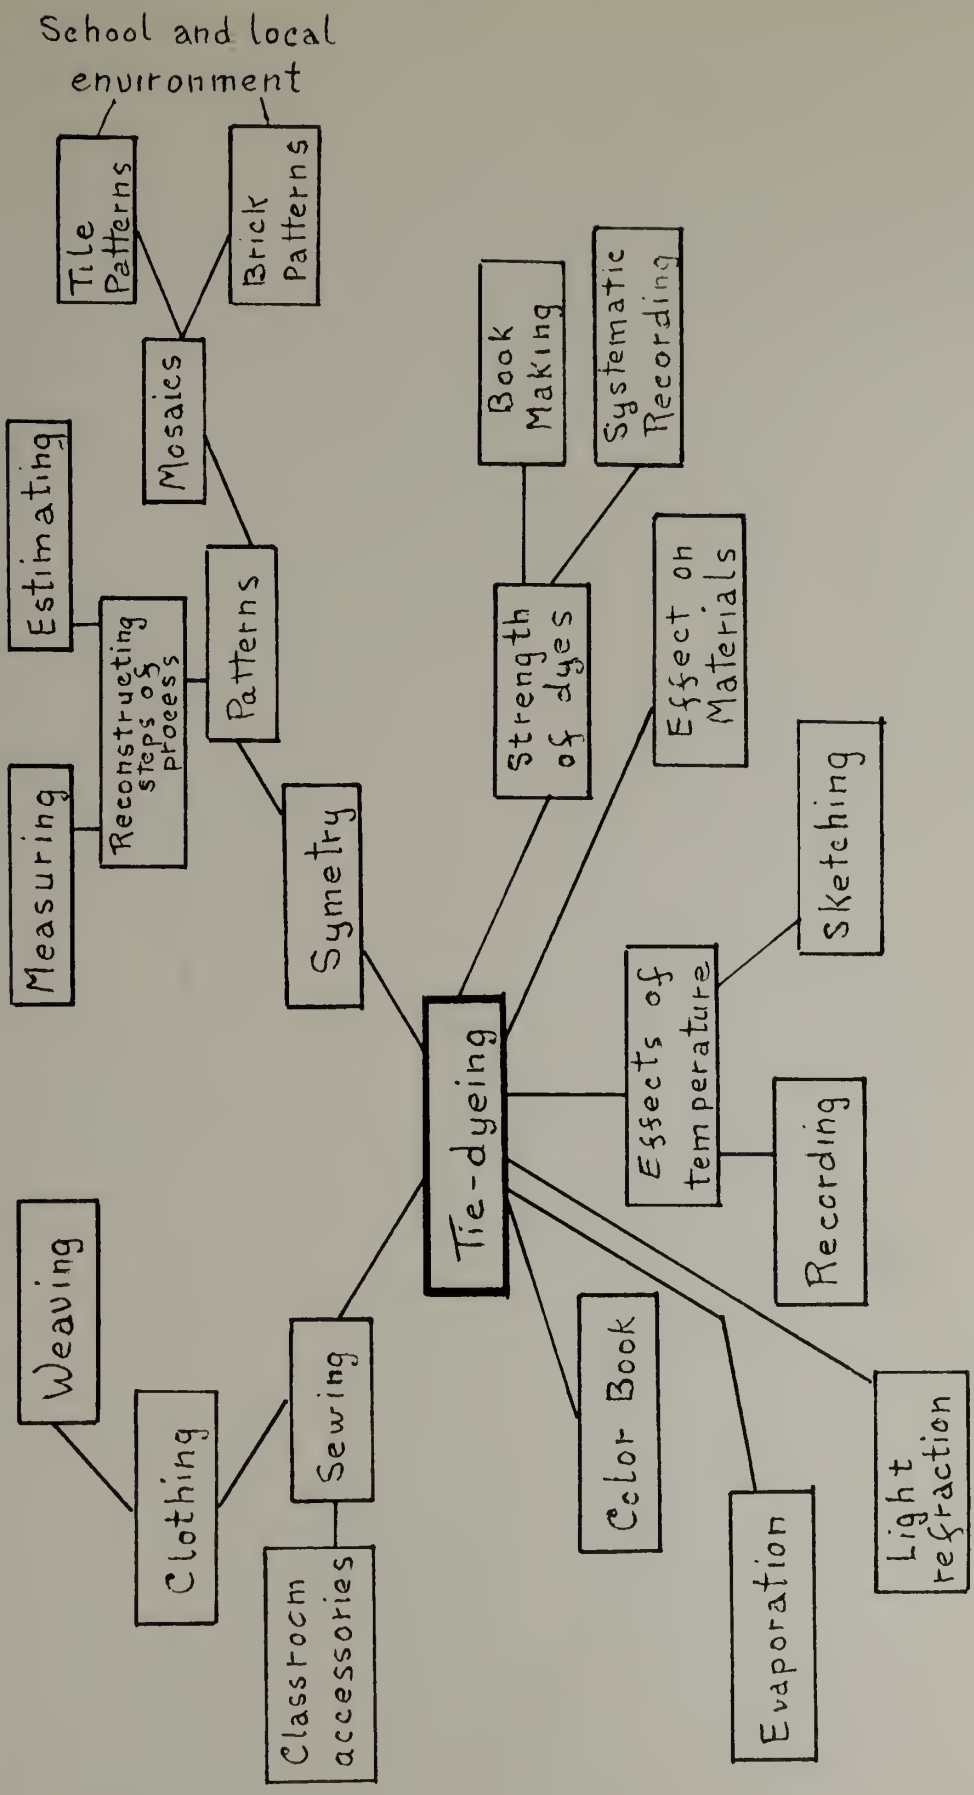 School and local
environment
Tile
Patterns
Brick
Patterns
Mosaics
Estimating
Measuring
Reconstructing
steps of
process
Patterns
Symetry
Book
Making
Systematic
Recording
Strength
of dyes
Effect on
Materials
Sketching
Effects of
temperature
Recording
Tie-dyeing
Weaving
Clothing
Sewing
Classroom
accessories
Color Book
Evaporation
Light
refraction